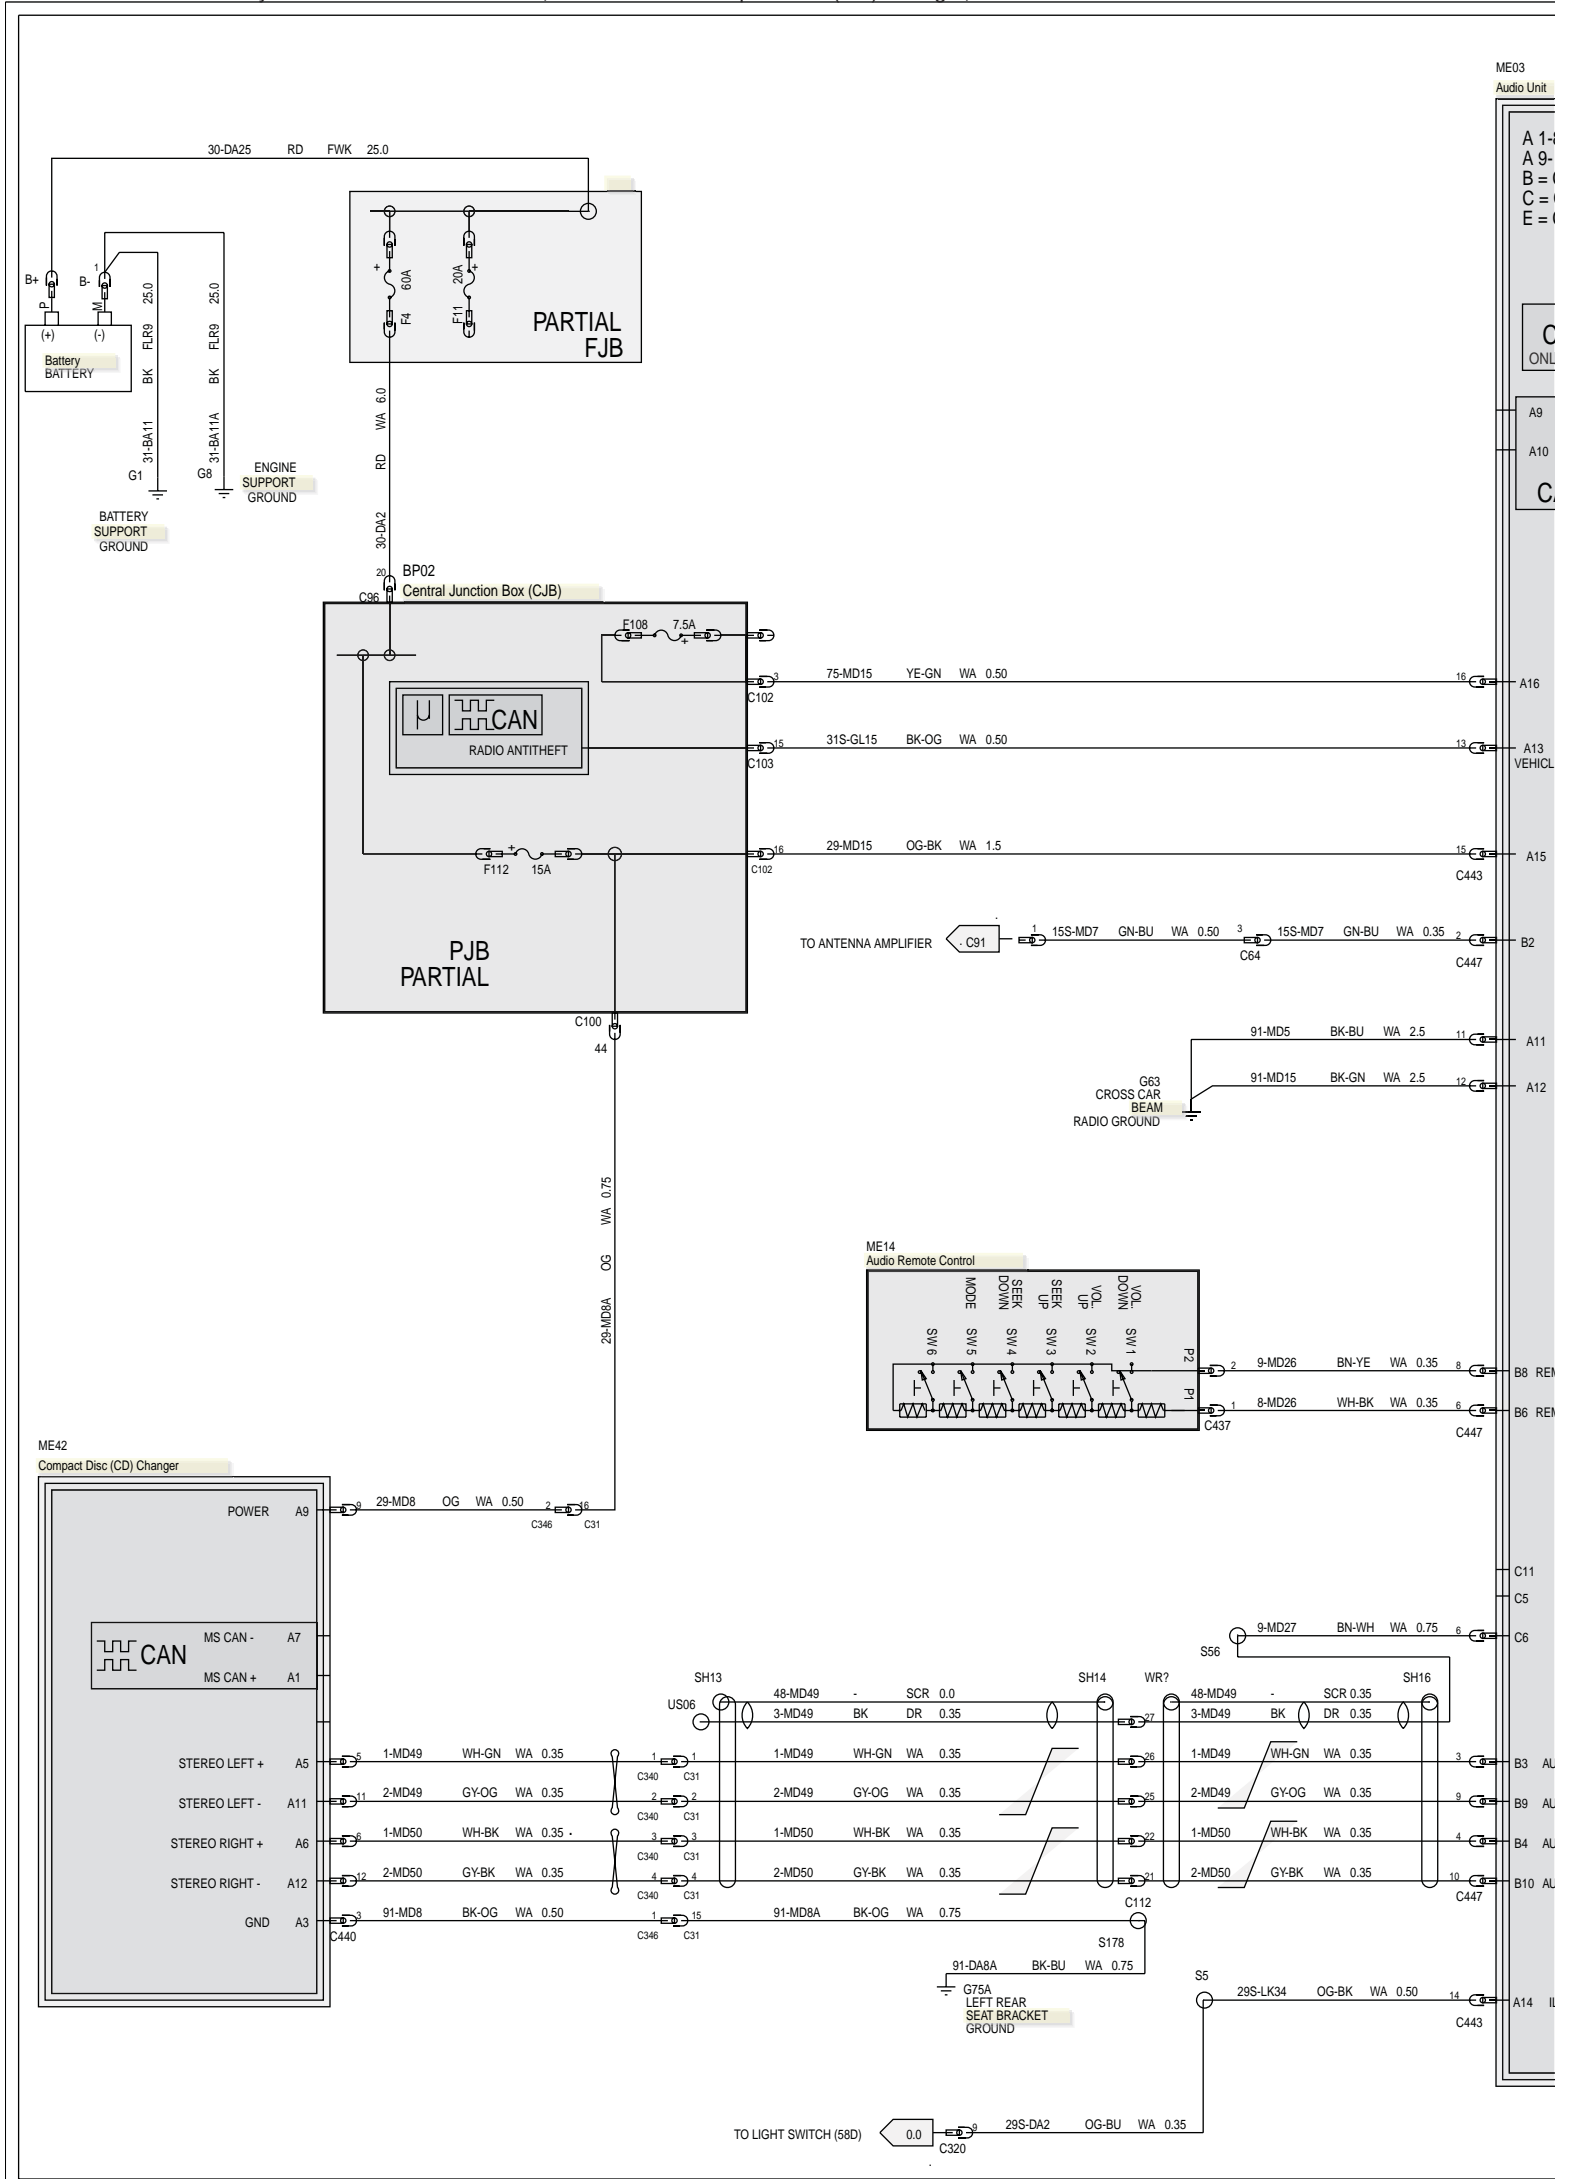 ME03
Audio Unit
A 1-8
A 9-
B =
C =
E =
30-DA25 RD FWK 25.0
B+
B-
1
P
M
(+)
(-)
Battery
BATTERY
31-BA11 BK FLR9 25.0
31-BA11A BK FLR9 25.0
G1
G8
BATTERY
SUPPORT
GROUND
ENGINE
SUPPORT
GROUND
+
60A
F4
20A
+
F11
PARTIAL
FJB
30-DA2 RD WA 6.0
ONL
A9
A10
20
C96
BP02
Central Junction Box (CJB)
F108 7.5A
+
3
C102
75-MD15 YE-GN WA 0.50
16
A16
µ
CAN
RADIO ANTITHEFT
15
C103
31S-GL15 BK-OG WA 0.50
13
A13
VEHICL
+
F112 15A
16
C102
29-MD15 OG-BK WA 1.5
15
C443
A15
PJB
PARTIAL
TO ANTENNA AMPLIFIER
C91
1
15S-MD7 GN-BU WA 0.50
3
C64
15S-MD7 GN-BU WA 0.35
2
C447
B2
C100
44
91-MD5 BK-BU WA 2.5
11
A11
91-MD15 BK-GN WA 2.5
12
A12
G63
CROSS CAR
BEAM
RADIO GROUND
29-MD8A OG WA 0.75
ME14
Audio Remote Control
MODE
SEEK DOWN
SEEK UP
VOL. UP
VOL. DOWN
SW6
SW5
SW4
SW3
SW2
SW1
P2
P1
2
9-MD26 BN-YE WA 0.35
8
B8 REM
1
8-MD26 WH-BK WA 0.35
6
B6 REM
C437
C447
ME42
Compact Disc (CD) Changer
POWER A9
9
29-MD8 OG WA 0.50
2
16
C346
C31
C11
C5
MS CAN - A7
CAN
MS CAN + A1
S56
9-MD27 BN-WH WA 0.75
6
C6
SH13
SH14
WR?
SH16
US06
48-MD49 - SCR 0.0
48-MD49 - SCR 0.35
3-MD49 BK DR 0.35
27
3-MD49 BK DR 0.35
STEREO LEFT + A5
5
1-MD49 WH-GN WA 0.35
1
1
C340
C31
1-MD49 WH-GN WA 0.35
26
1-MD49 WH-GN WA 0.35
3
B3 AU
STEREO LEFT - A11
11
2-MD49 GY-OG WA 0.35
2
2
C340
C31
2-MD49 GY-OG WA 0.35
25
2-MD49 GY-OG WA 0.35
9
B9 AU
STEREO RIGHT + A6
6
1-MD50 WH-BK WA 0.35
3
3
C340
C31
1-MD50 WH-BK WA 0.35
22
1-MD50 WH-BK WA 0.35
4
B4 AU
STEREO RIGHT - A12
12
2-MD50 GY-BK WA 0.35
4
4
C340
C31
2-MD50 GY-BK WA 0.35
21
2-MD50 GY-BK WA 0.35
10
C447
B10 AU
GND A3
3
C440
91-MD8 BK-OG WA 0.50
1
15
C346
C31
91-MD8A BK-OG WA 0.75
C112
S178
91-DA8A BK-BU WA 0.75
G75A
LEFT REAR
SEAT BRACKET
GROUND
S5
29S-LK34 OG-BK WA 0.50
14
C443
A14
TO LIGHT SWITCH (58D)
0.0
9
C320
29S-DA2 OG-BU WA 0.35